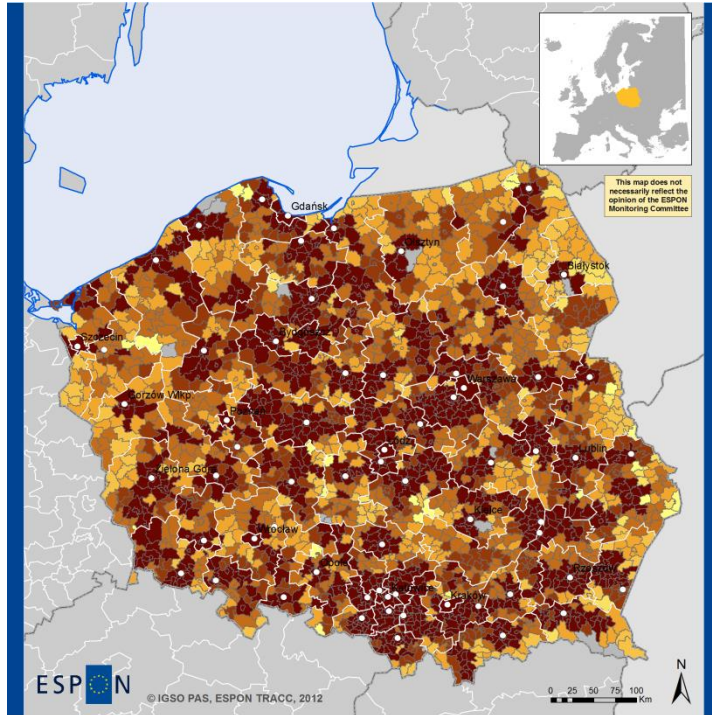 This map does not
necessarily reflect the
opinion of the ESPON
Monitoring Committee
Gdańsk
Olsztyn
Białystok
Szczecin
Bydgoszcz
Gorzów Wlkp.
Poznań
Warszawa
Łódź
Zielona Góra
Lublin
Wrocław
Kielce
Opole
Katowice
Kraków
Rzeszów
ESPON
© IGSO PAS, ESPON TRACC, 2012
N
0 25 50 75 100
Km